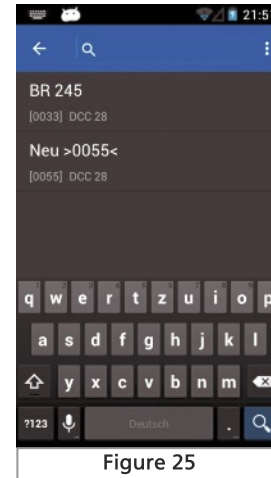 21:5
BR 245
[0033] DCC 28
Neu >0055<
[0055] DCC 28
q w e r t z u i o p
a s d f g h j k l
y x c v b n m
?123 Deutsch .
Figure 25